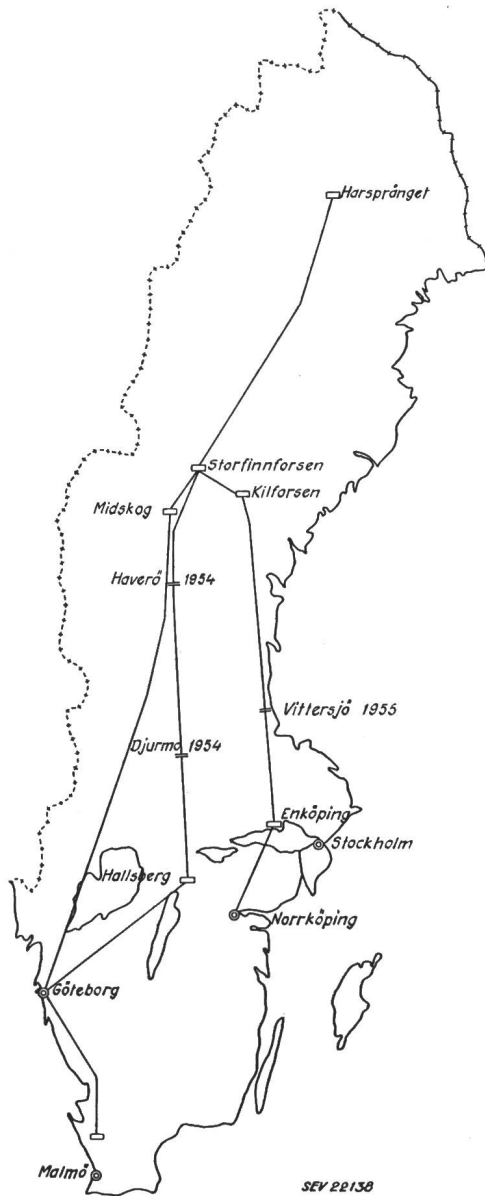 Harsprånget
Storfinnforsen
Kilforsen
Midskog
Haverö 1954
Vittersjö 1955
Djurmo 1954
Enköping
Stockholm
Hallsberg
Norrköping
Göteborg
Malmö
SEV 22138